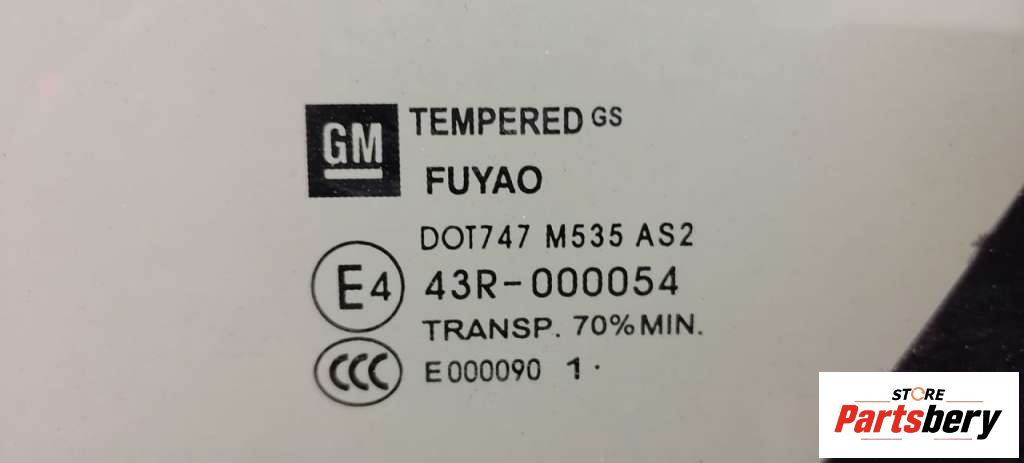 GM TEMPERED GS
FUYAO
DOT747 M535 AS2
E4 43R-000054
TRANSP. 70% MIN.
CCC E000090 1 ·
STORE
Partsbery